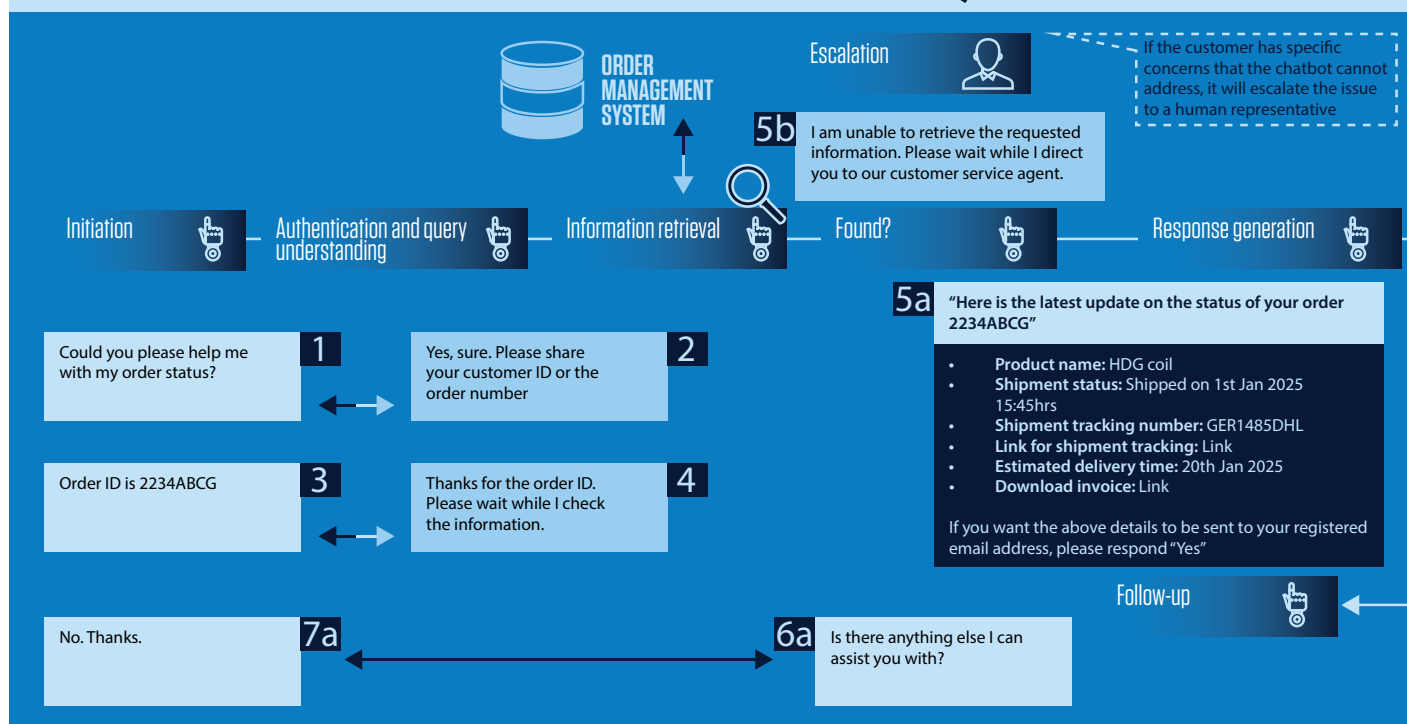 ORDER
MANAGEMENT
SYSTEM
Escalation
If the customer has specific
concerns that the chatbot cannot
address, it will escalate the issue
to a human representative
5b
I am unable to retrieve the requested
information. Please wait while I direct
you to our customer service agent.
Initiation
Authentication and query
understanding
Information retrieval
Found?
Response generation
5a
“Here is the latest update on the status of your order
2234ABCG”
• Product name: HDG coil
• Shipment status: Shipped on 1st Jan 2025
15:45hrs
• Shipment tracking number: GER1485DHL
• Link for shipment tracking: Link
• Estimated delivery time: 20th Jan 2025
• Download invoice: Link
If you want the above details to be sent to your registered
email address, please respond “Yes”
Could you please help me
with my order status?
1
Yes, sure. Please share
your customer ID or the
order number
2
Order ID is 2234ABCG
3
Thanks for the order ID.
Please wait while I check
the information.
4
Follow-up
No. Thanks.
7a
6a
Is there anything else I can
assist you with?